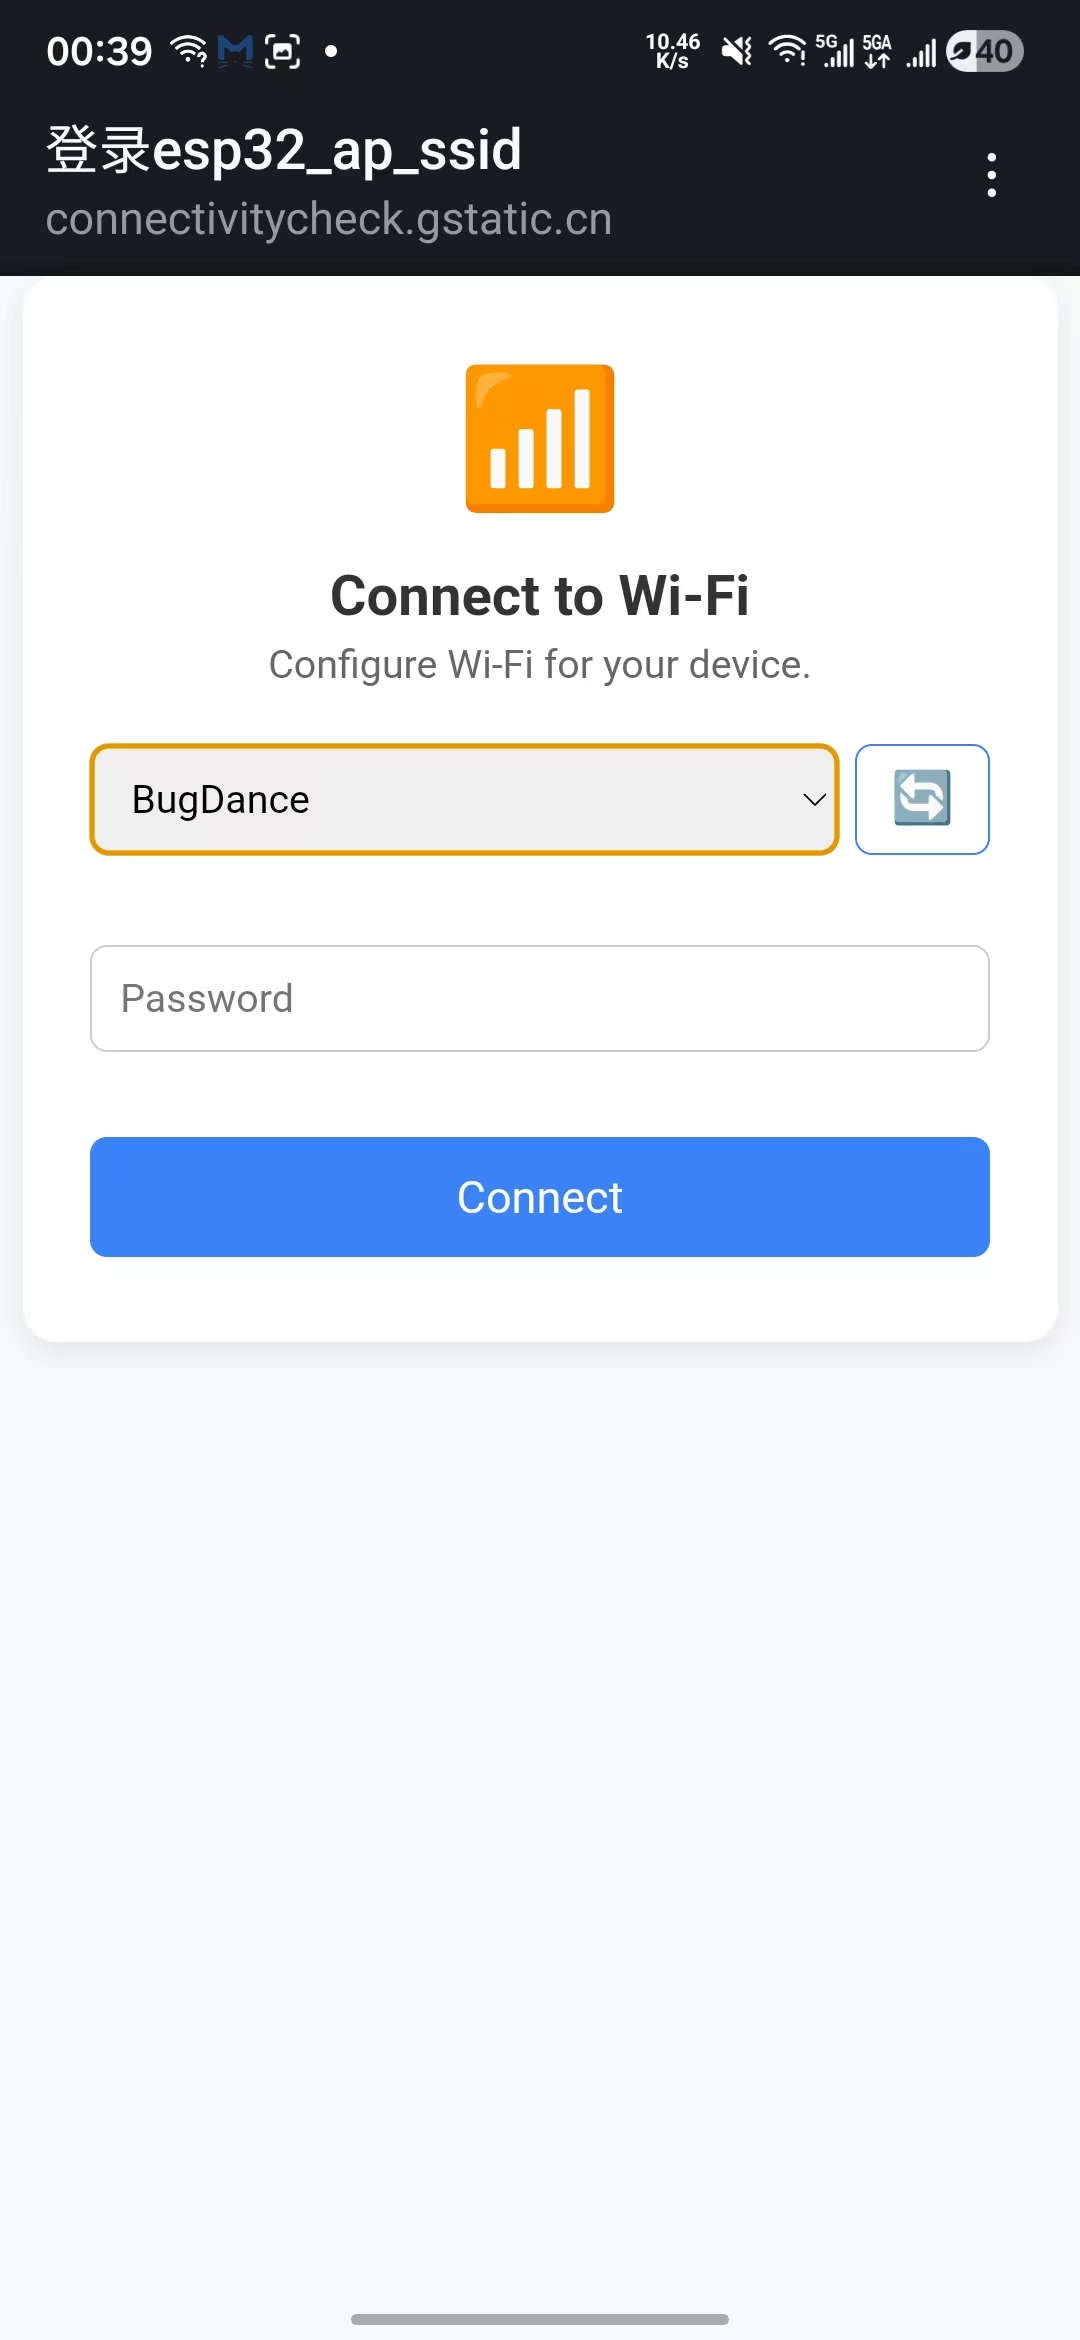 00:39
10.46
K/s
5G
5GA
40
登录esp32_ap_ssid
connectivitycheck.gstatic.cn
Connect to Wi-Fi
Configure Wi-Fi for your device.
BugDance
Password
Connect